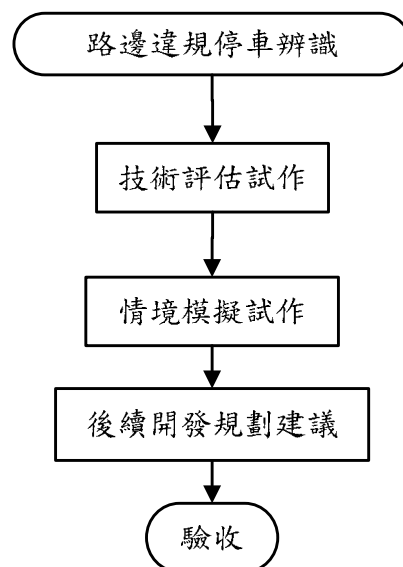 路邊違規停車辨識
技術評估試作
情境模擬試作
後續開發規劃建議
驗收